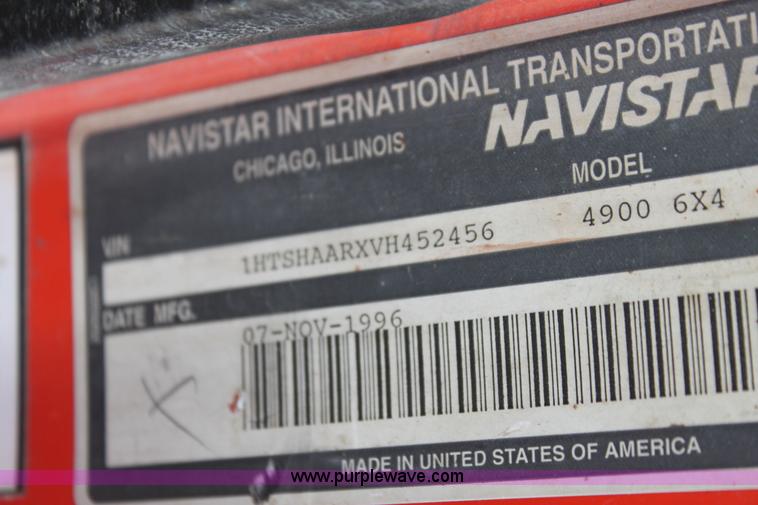 NAVISTAR INTERNATIONAL
CHICAGO, ILLINOIS
NAVISTAR
MODEL
VIN
1HTSHAARXVH452456
4900 6X4
DATE MFG.
07-NOV-1996
MADE IN UNITED STATES OF AMERICA
www.purplewave.com